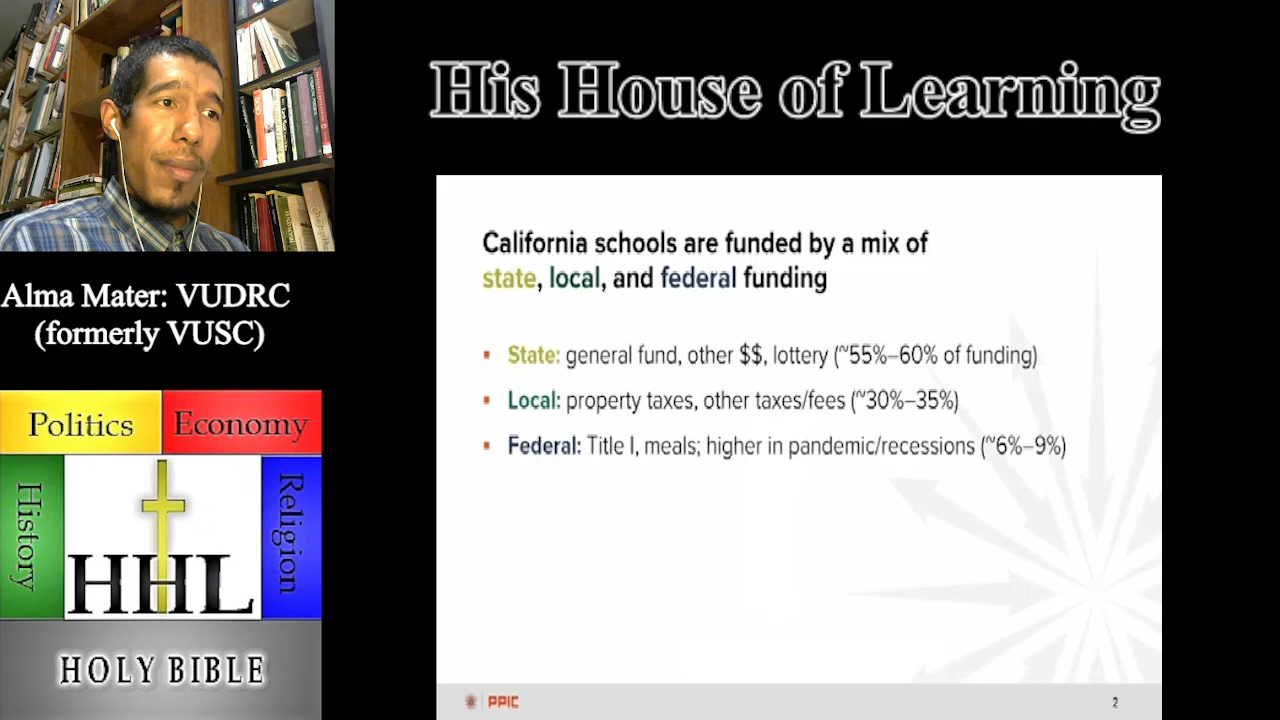 His House of Learning
Alma Mater: VUDRC
(formerly VUSC)
Politics
Economy
History
Religion
HHL
HOLY BIBLE
California schools are funded by a mix of
state, local, and federal funding
▪ State: general fund, other $$, lottery (~55%–60% of funding)
▪ Local: property taxes, other taxes/fees (~30%–35%)
▪ Federal: Title I, meals; higher in pandemic/recessions (~6%–9%)
PPIC
2